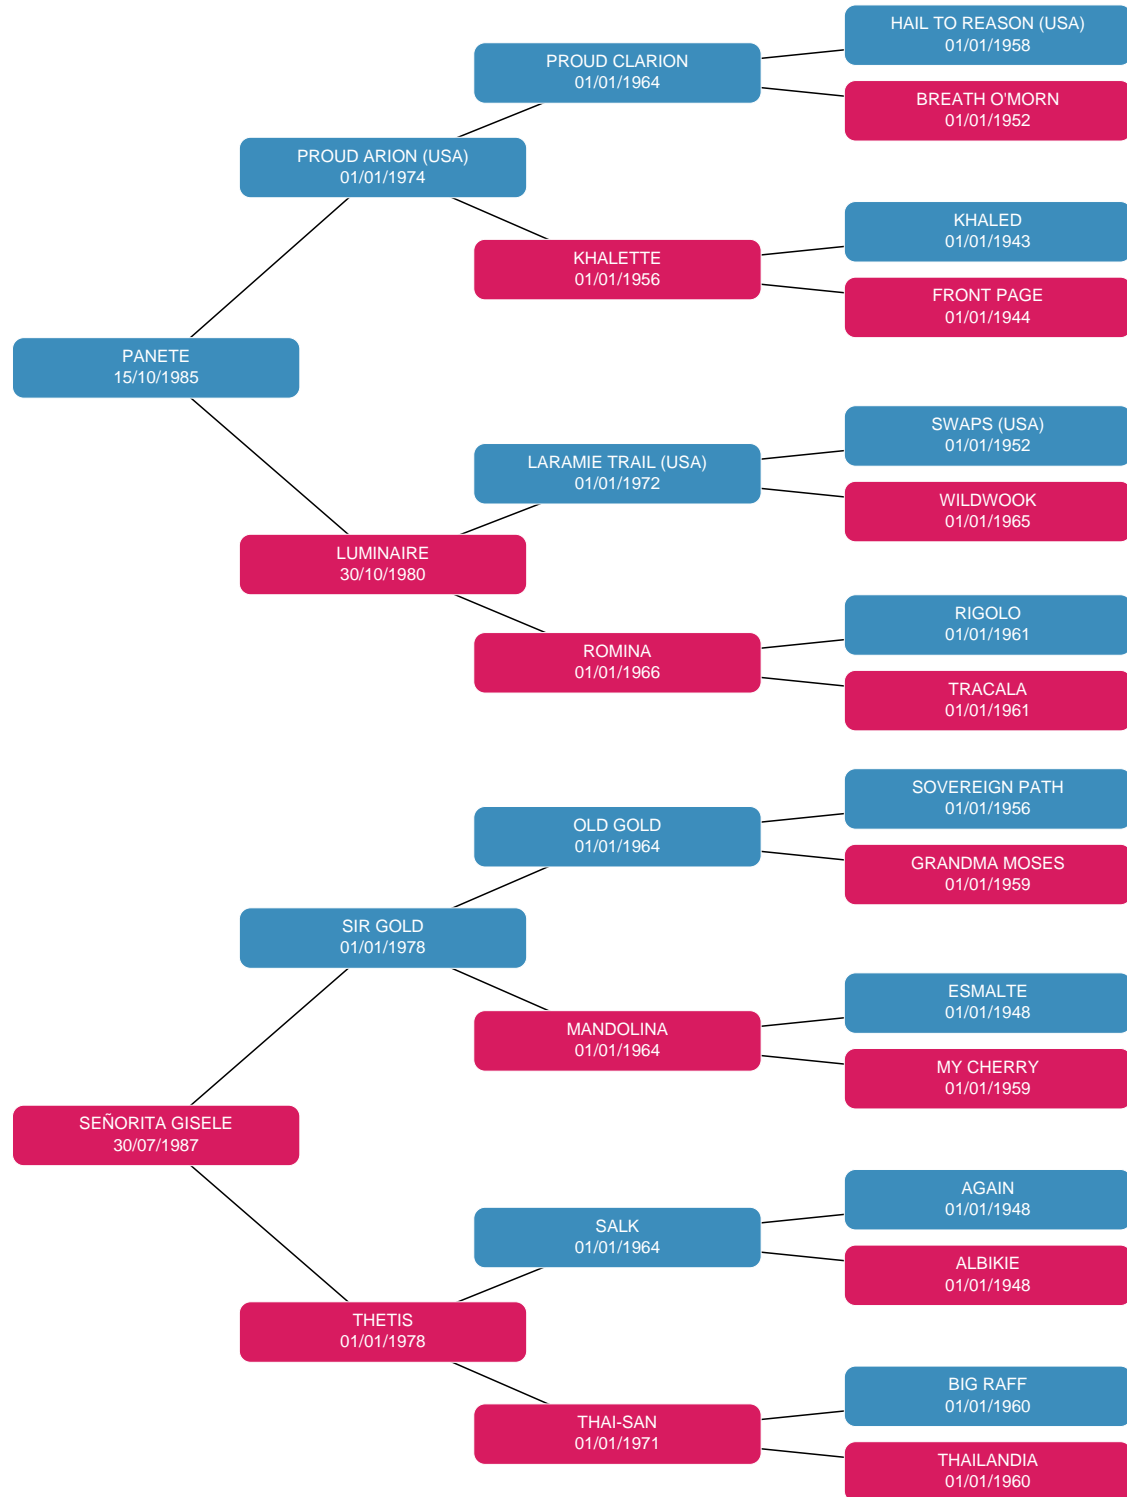 HAIL TO REASON (USA)
01/01/1958
PROUD CLARION
01/01/1964
BREATH O'MORN
01/01/1952
PROUD ARION (USA)
01/01/1974
KHALED
01/01/1943
KHALETTE
01/01/1956
FRONT PAGE
01/01/1944
PANETE
15/10/1985
SWAPS (USA)
01/01/1952
LARAMIE TRAIL (USA)
01/01/1972
WILDWOOK
01/01/1965
LUMINAIRE
30/10/1980
RIGOLO
01/01/1961
ROMINA
01/01/1966
TRACALA
01/01/1961
SOVEREIGN PATH
01/01/1956
OLD GOLD
01/01/1964
GRANDMA MOSES
01/01/1959
SIR GOLD
01/01/1978
ESMALTE
01/01/1948
MANDOLINA
01/01/1964
MY CHERRY
01/01/1959
SEÑORITA GISELE
30/07/1987
AGAIN
01/01/1948
SALK
01/01/1964
ALBIKIE
01/01/1948
THETIS
01/01/1978
BIG RAFF
01/01/1960
THAI-SAN
01/01/1971
THAILANDIA
01/01/1960